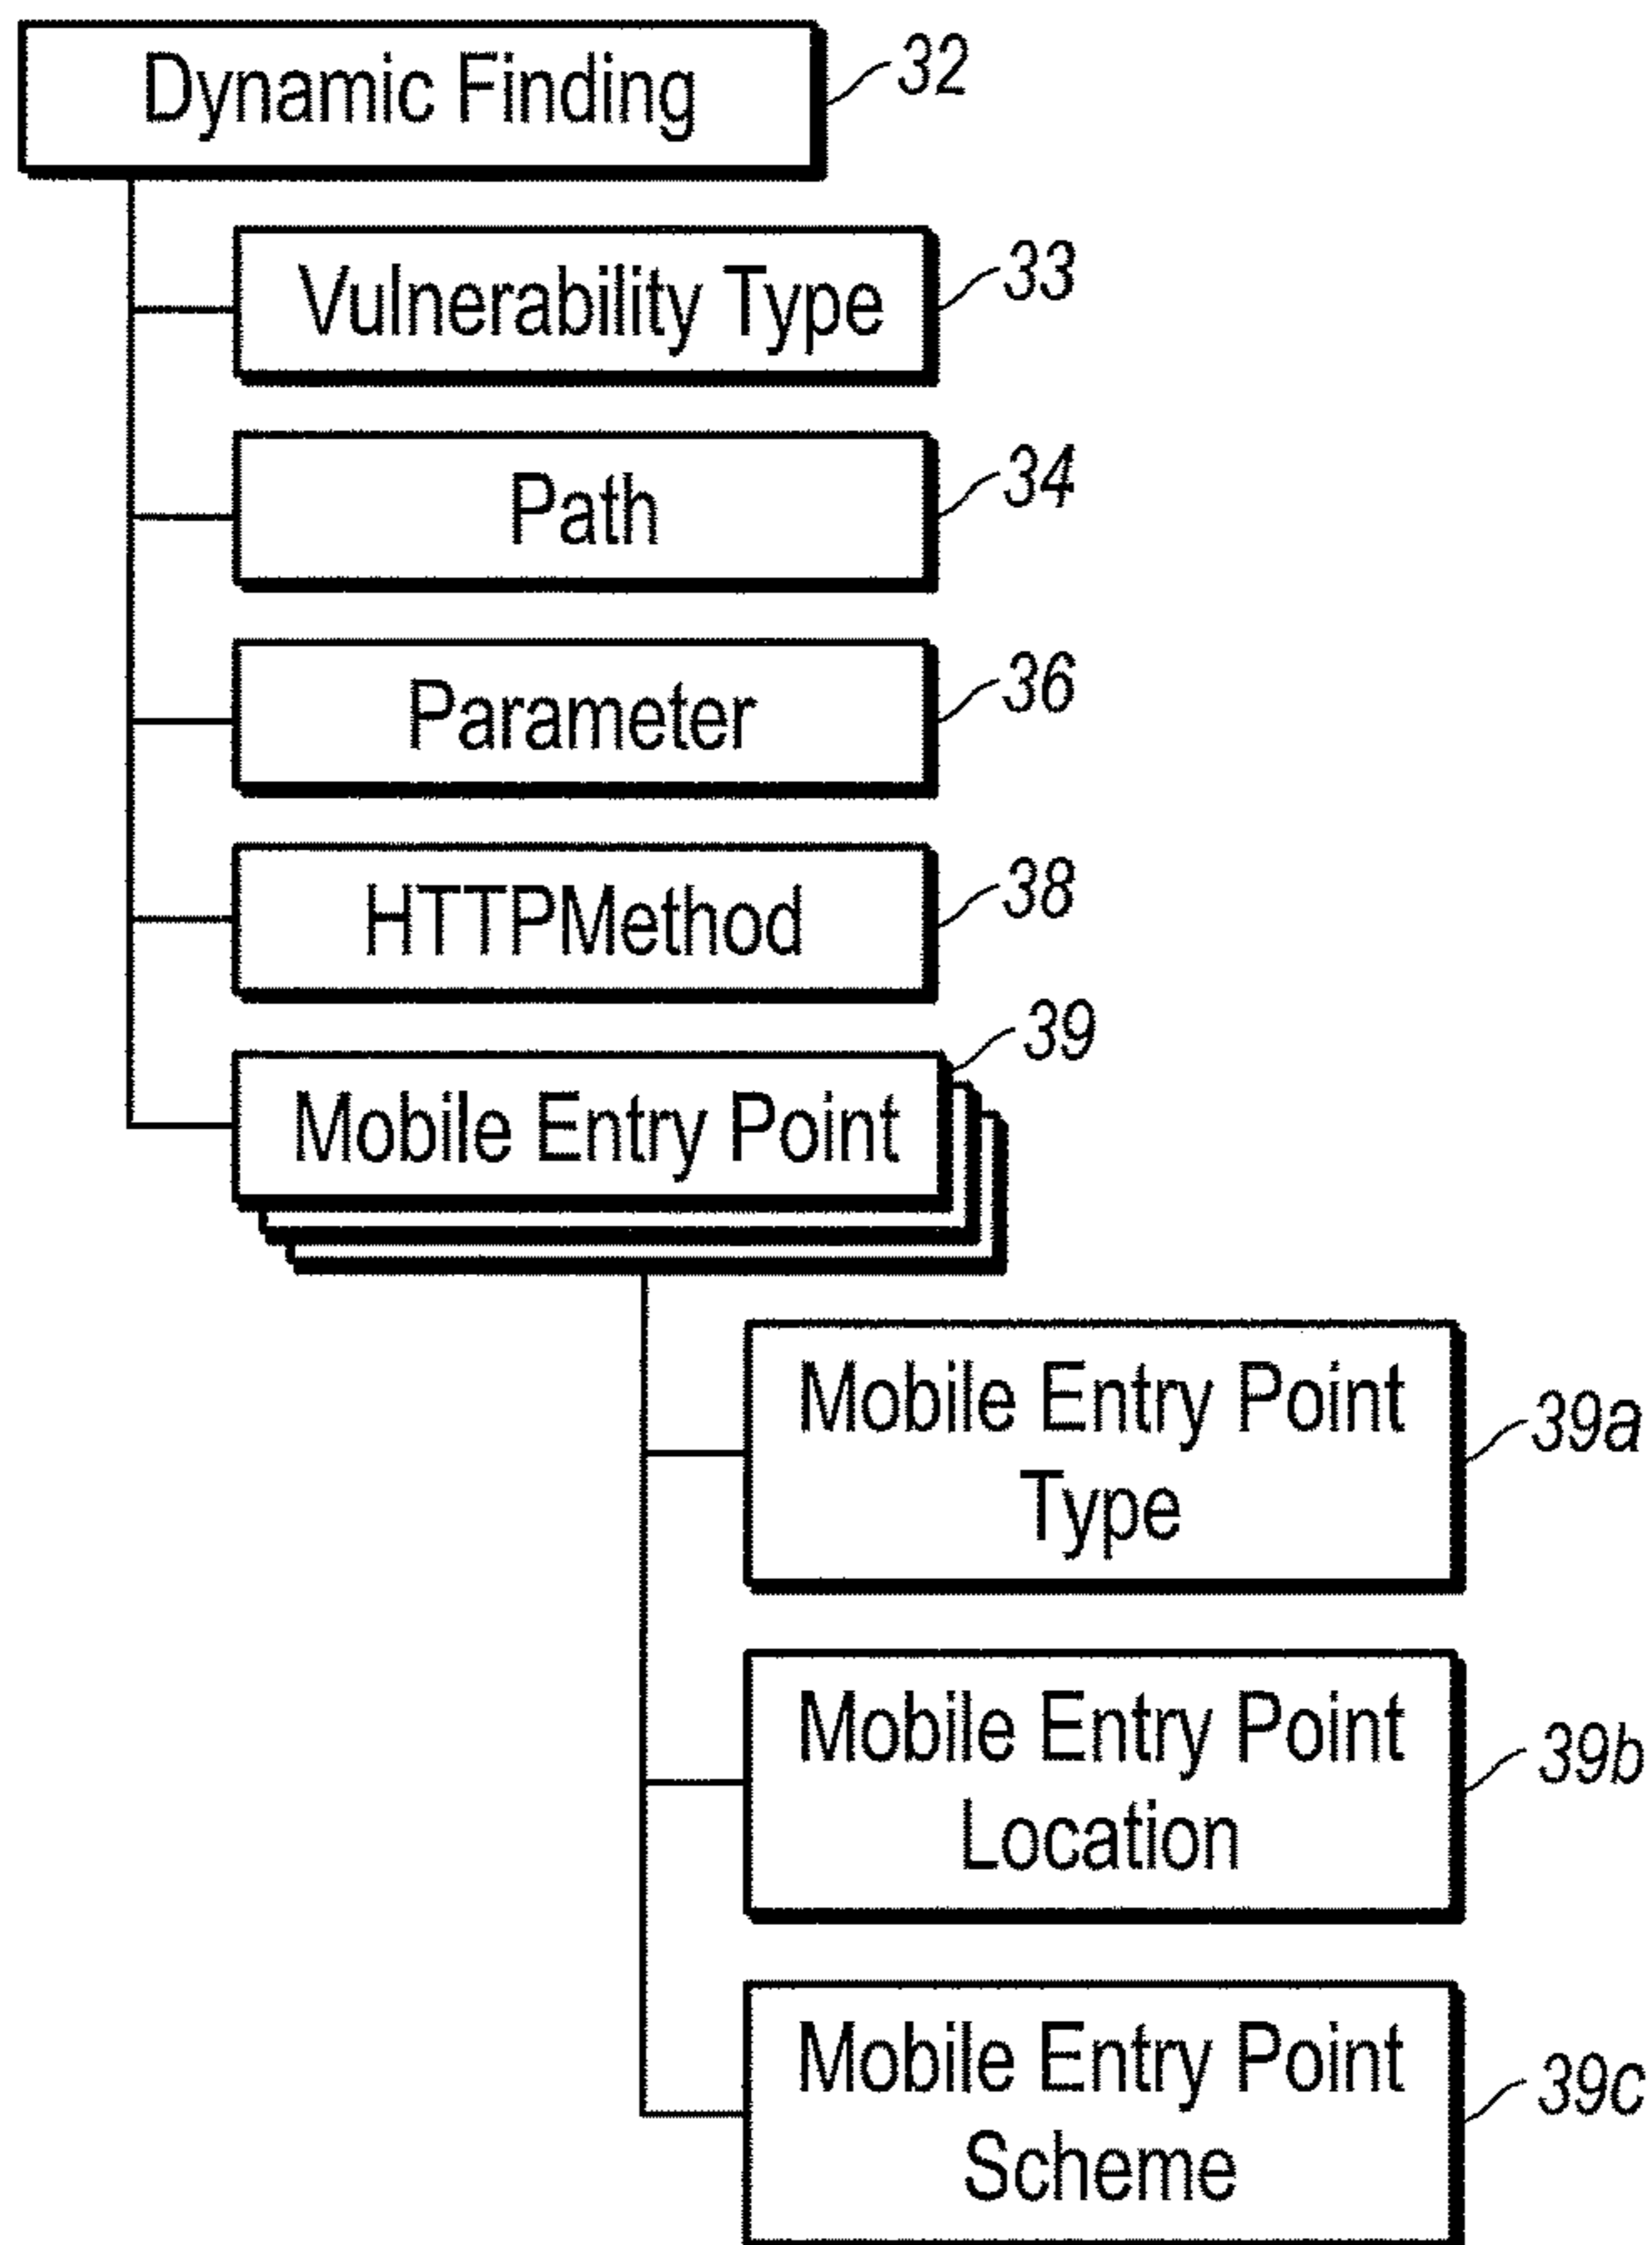 Dynamic Finding 32
Vulnerability Type 33
Path 34
Parameter 36
HTTPMethod 38
39
Mobile Entry Point
Mobile Entry Point
Type
39a
Mobile Entry Point
Location
39b
Mobile Entry Point
Scheme
39c